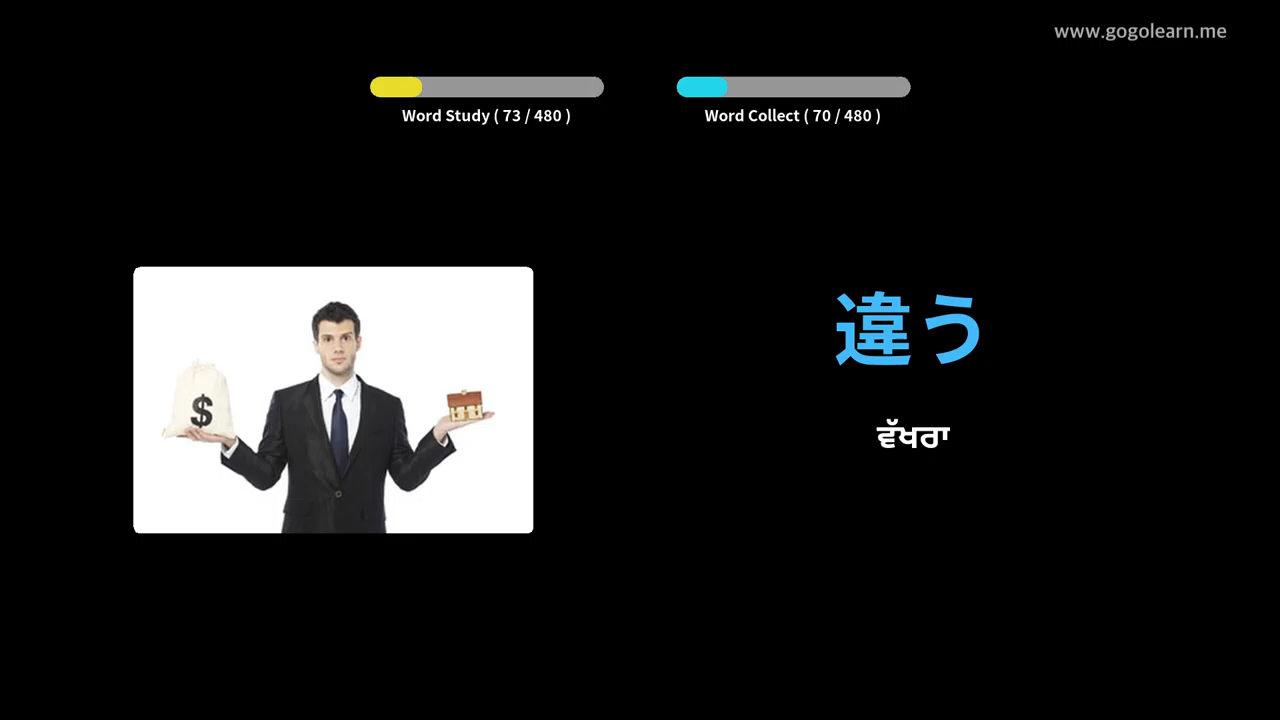 www.gogolearn.me
Word Study ( 73 / 480 )
Word Collect ( 70 / 480 )
$
違う
ਵੱਖਰਾ